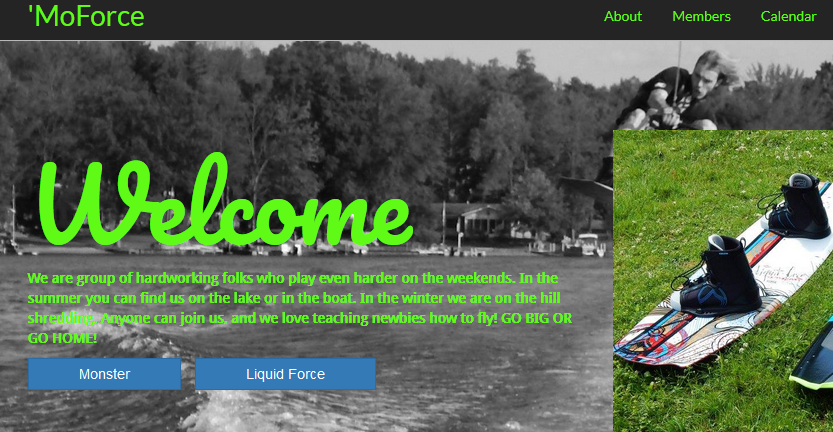 'MoForce
About Members Calendar
Welcome
We are group of hardworking folks who play even harder on the weekends. In the
summer you can find us on the lake or in the boat. In the winter we are on the hill
shredding. Anyone can join us, and we love teaching newbies how to fly! GO BIG OR
GO HOME!
Monster Liquid Force